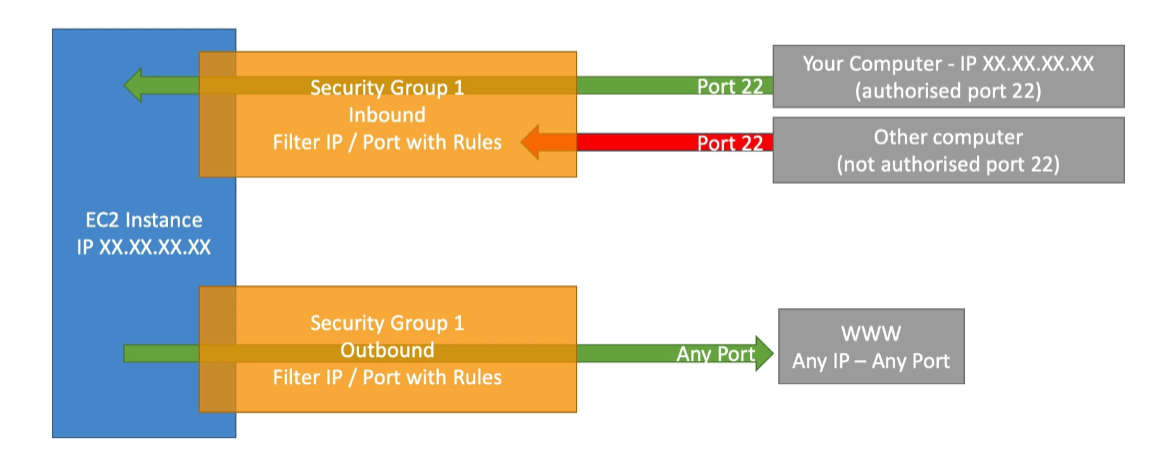 Your Computer - IP XX.XX.XX.XX
(authorised port 22)
Port 22
Security Group 1
Inbound
Filter IP / Port with Rules
Other computer
(not authorised port 22)
Port 22
EC2 Instance
IP XX.XX.XX.XX
Security Group 1
Outbound
Filter IP / Port with Rules
Any Port
WWW
Any IP – Any Port